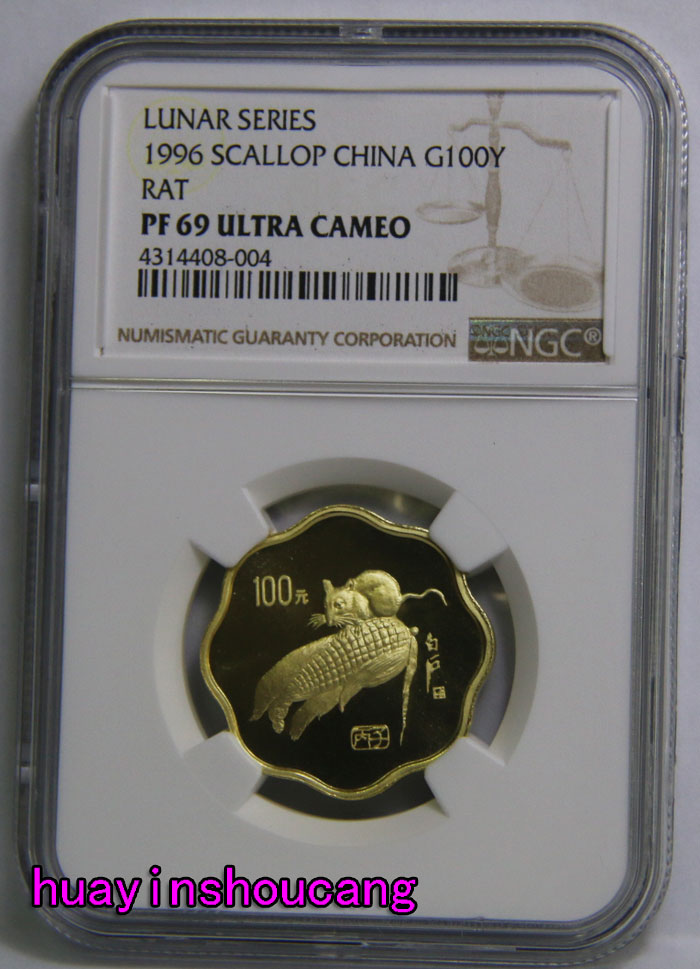 LUNAR SERIES
1996 SCALLOP CHINA G100Y
RAT
PF 69 ULTRA CAMEO
4314408-004
NUMISMATIC GUARANTY CORPORATION
NGC®
100元
白石
丙子
huayinshoucang